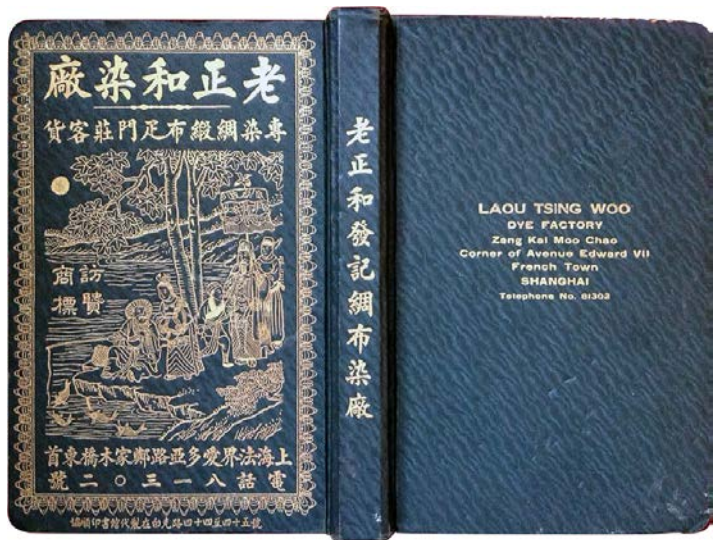 老正和染廠
專染綢緞布疋門莊客貨
訪賢
商標
上海法界愛多亞路鄭家木橋東首
電話八一三〇二號
老正和發記綢布染廠
LAOU TSING WOO
DYE FACTORY
Zang Kai Moo Chao
Corner of Avenue Edward VII
French Town
SHANGHAI
Telephone No. 81302